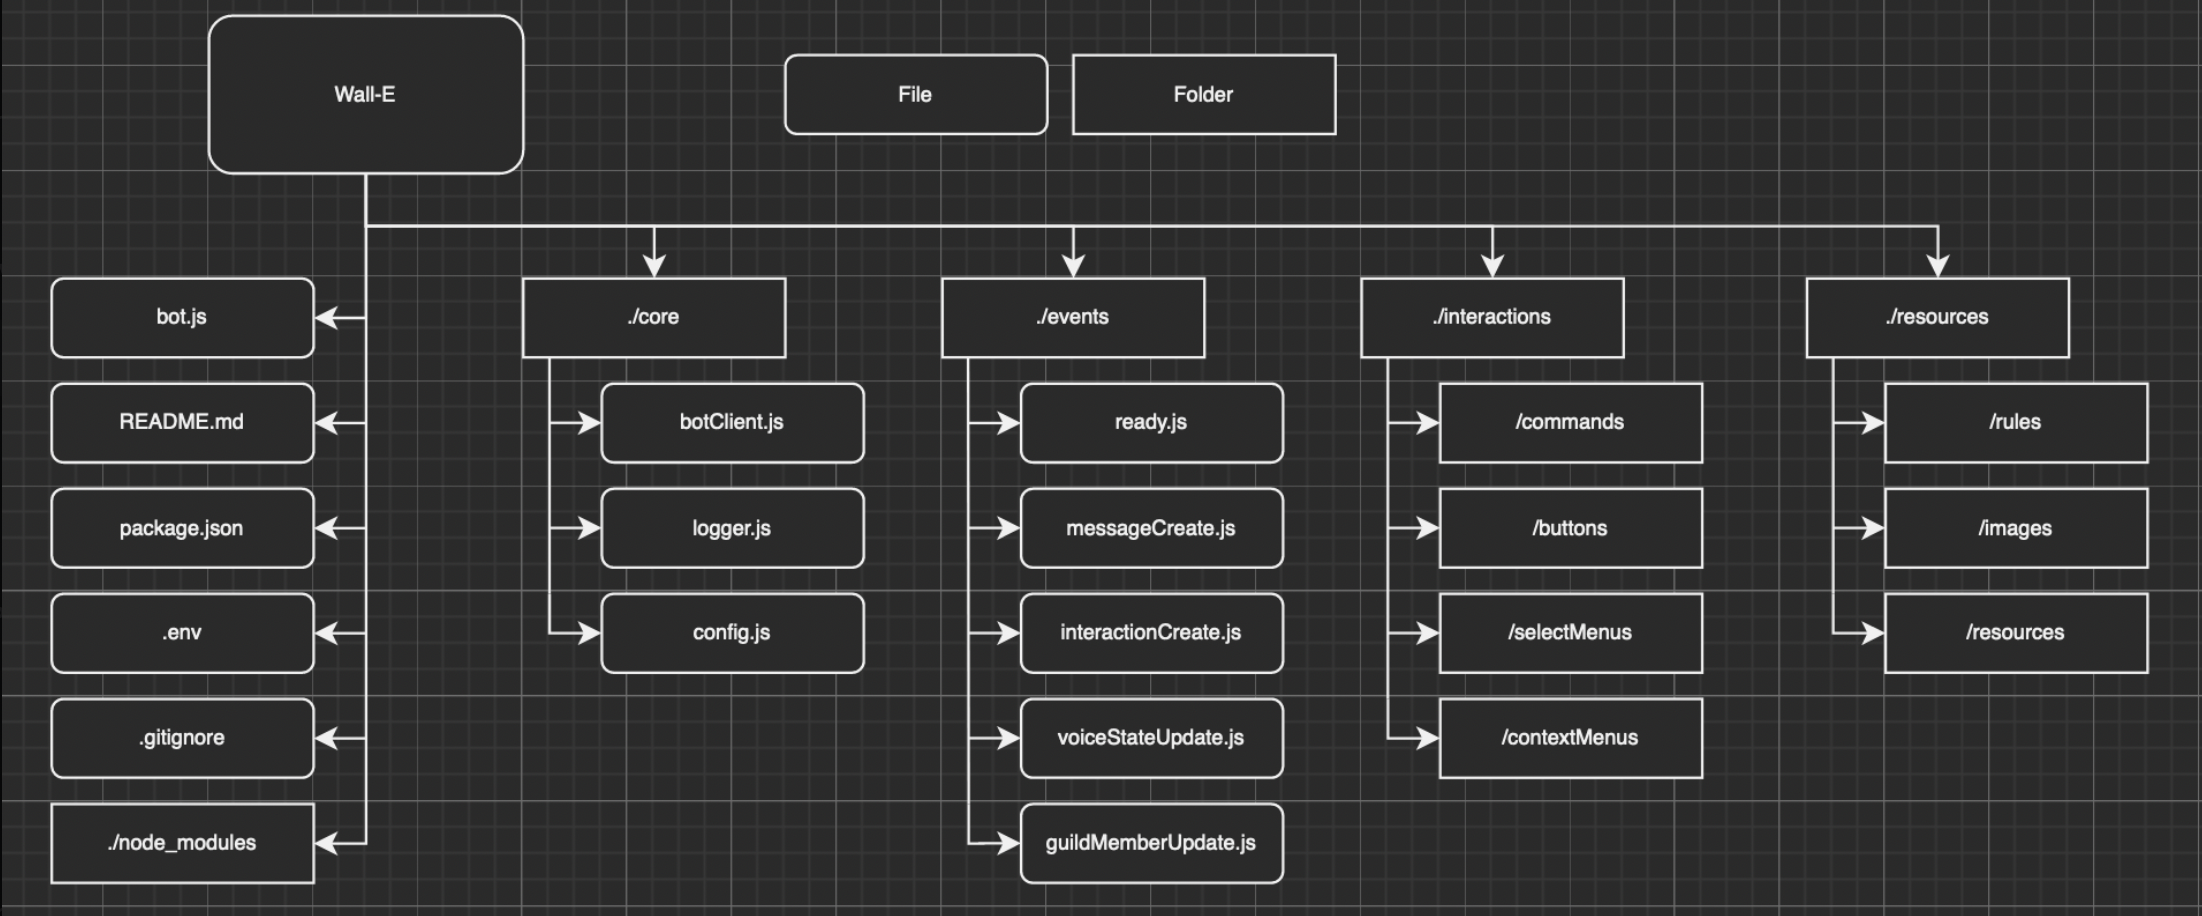 Wall-E
File
Folder
bot.js
README.md
package.json
.env
.gitignore
./node_modules
./core
botClient.js
logger.js
config.js
./events
ready.js
messageCreate.js
interactionCreate.js
voiceStateUpdate.js
guildMemberUpdate.js
./interactions
/commands
/buttons
/selectMenus
/contextMenus
./resources
/rules
/images
/resources